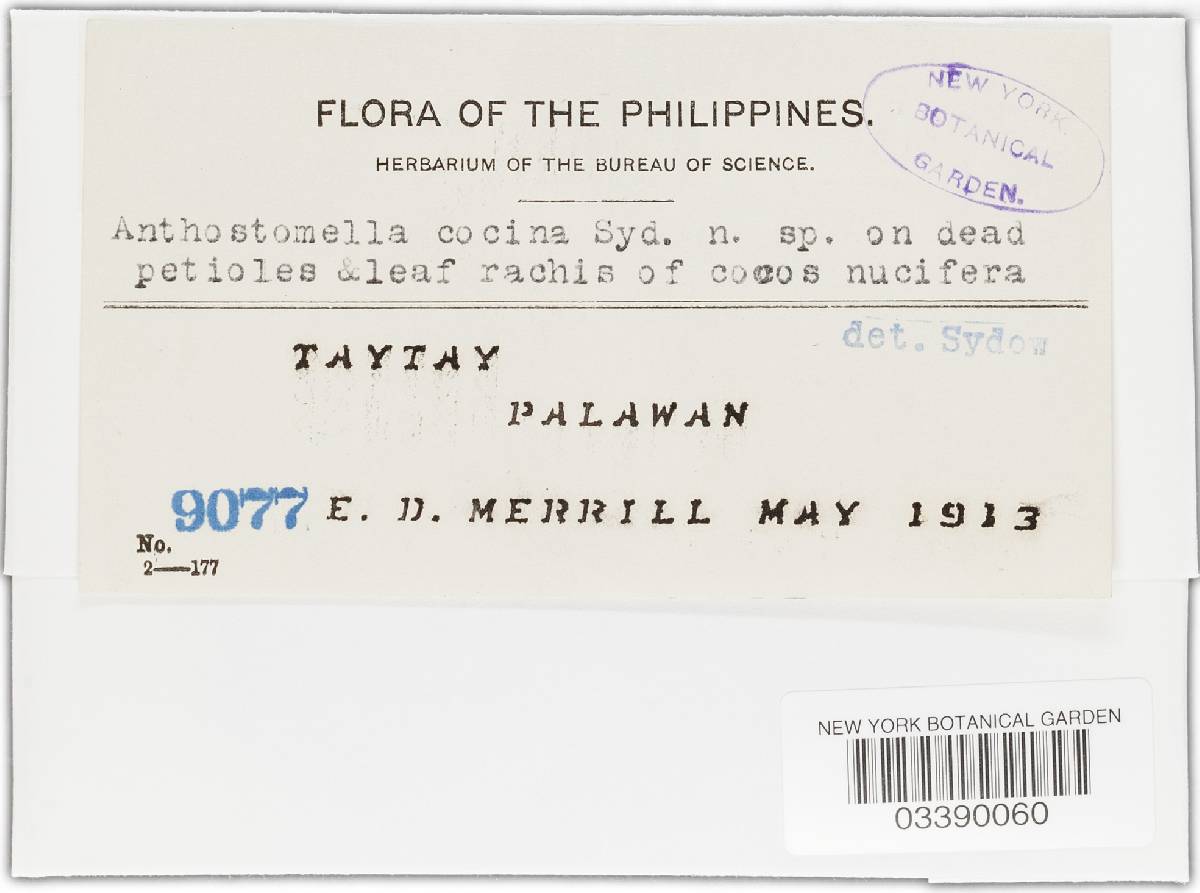 FLORA OF THE PHILIPPINES.
HERBARIUM OF THE BUREAU OF SCIENCE.
NEW YORK
BOTANICAL
GARDEN.
Anthostomella cocina Syd. n. sp. on dead
petioles & leaf rachis of cocos nucifera
det. Sydow
TAYTAY
PALAWAN
9077 E. D. MERRILL MAY 1913
No.
2—177
NEW YORK BOTANICAL GARDEN
03390060